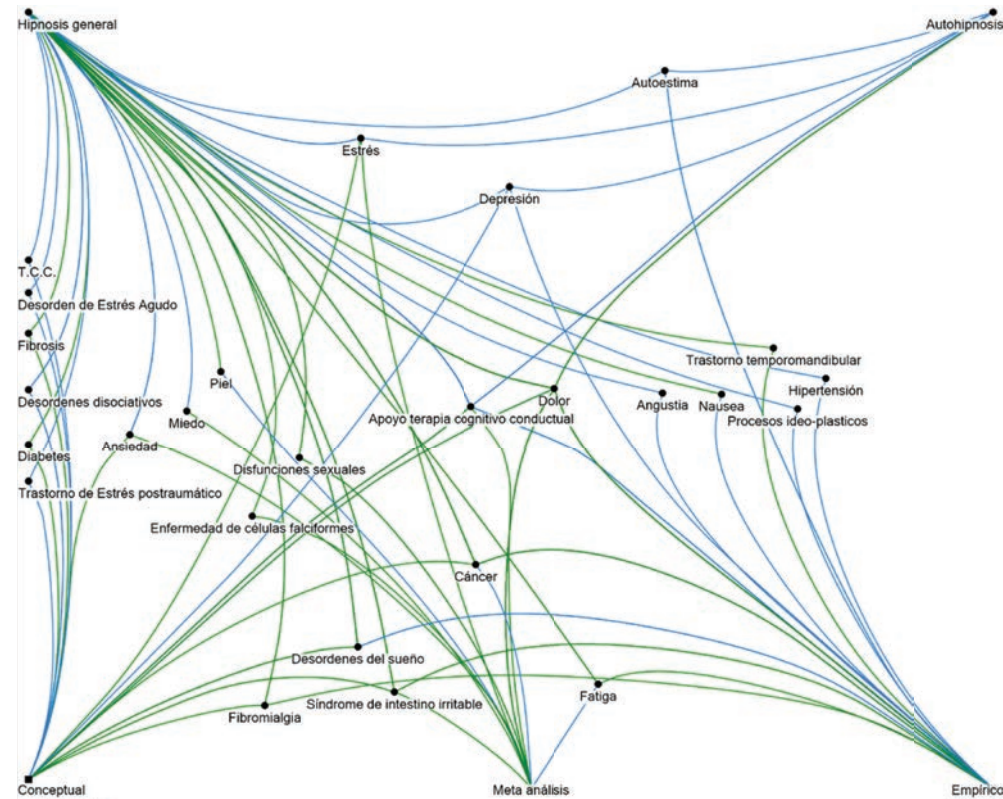 Hipnosis general
Autohipnosis
Autoestima
Estrés
Depresión
T.C.C.
Desorden de Estrés Agudo
Fibrosis
Trastorno temporomandibular
Piel
Hipertensión
Desordenes disociativos
Dolor
Angustia
Nausea
Miedo
Apoyo terapia cognitivo conductual
Procesos ideo-plasticos
Ansiedad
Diabetes
Disfunciones sexuales
Trastorno de Estrés postraumático
Enfermedad de células falciformes
Cáncer
Desordenes del sueño
Fibromialgia
Síndrome de intestino irritable
Fatiga
Conceptual
Meta análisis
Empírico